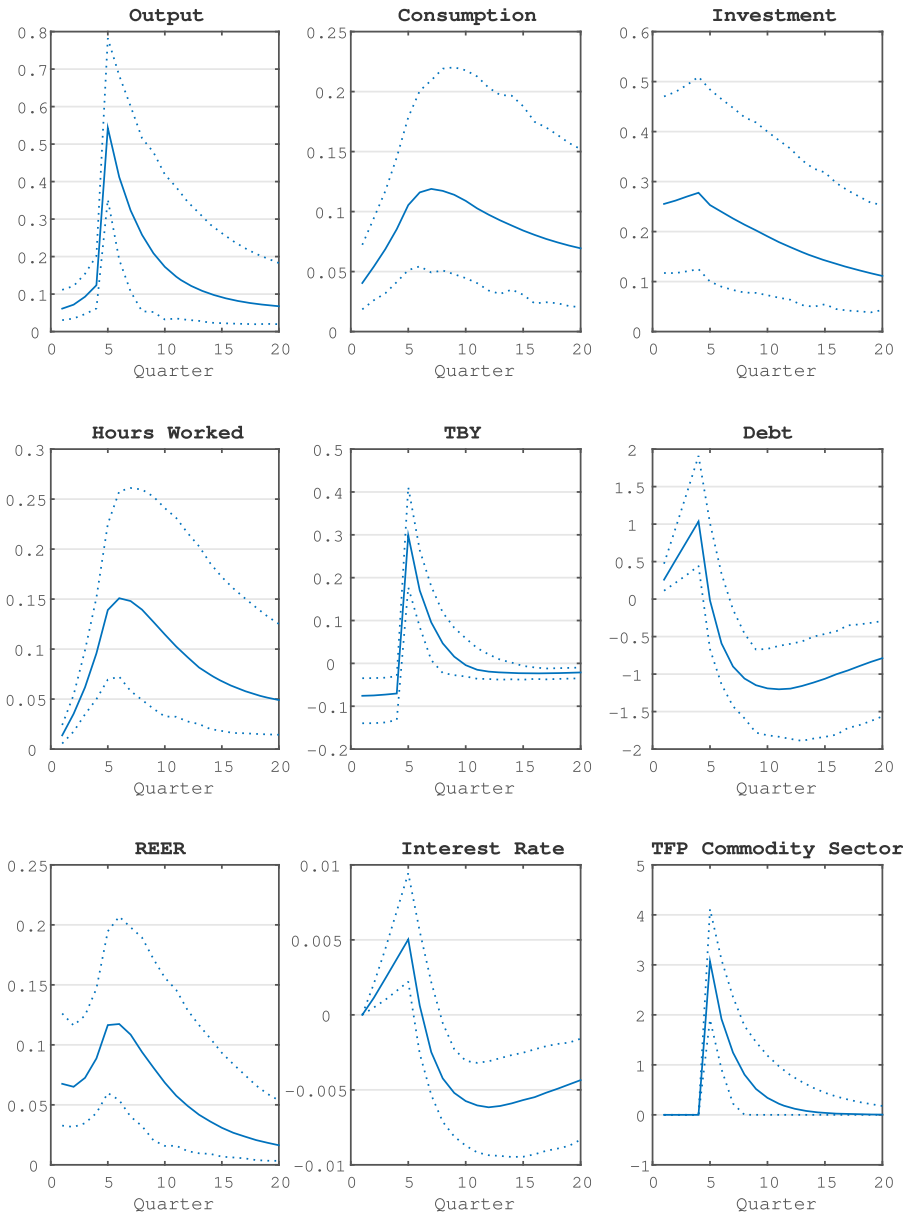 Output
0.8
0.7
0.6
0.5
0.4
0.3
0.2
0.1
0
0 5 10 15 20
Quarter
Consumption
0.25
0.2
0.15
0.1
0.05
0
0 5 10 15 20
Quarter
Investment
0.6
0.5
0.4
0.3
0.2
0.1
0
0 5 10 15 20
Quarter
Hours Worked
0.3
0.25
0.2
0.15
0.1
0.05
0
0 5 10 15 20
Quarter
TBY
0.5
0.4
0.3
0.2
0.1
0
−0.1
−0.2
0 5 10 15 20
Quarter
Debt
2
1.5
1
0.5
0
−0.5
−1
−1.5
−2
0 5 10 15 20
Quarter
REER
0.25
0.2
0.15
0.1
0.05
0
0 5 10 15 20
Quarter
Interest Rate
0.01
0.005
0
−0.005
−0.01
0 5 10 15 20
Quarter
TFP Commodity Sector
5
4
3
2
1
0
−1
0 5 10 15 20
Quarter